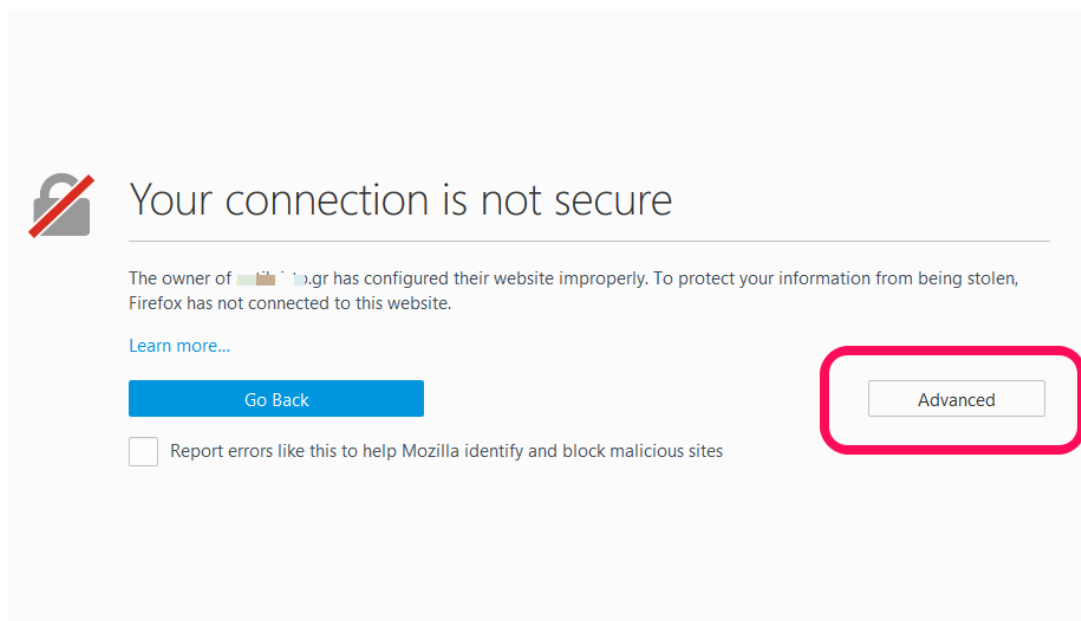 Your connection is not secure
The owner of .gr has configured their website improperly. To protect your information from being stolen,
Firefox has not connected to this website.
Learn more...
Go Back
Advanced
Report errors like this to help Mozilla identify and block malicious sites